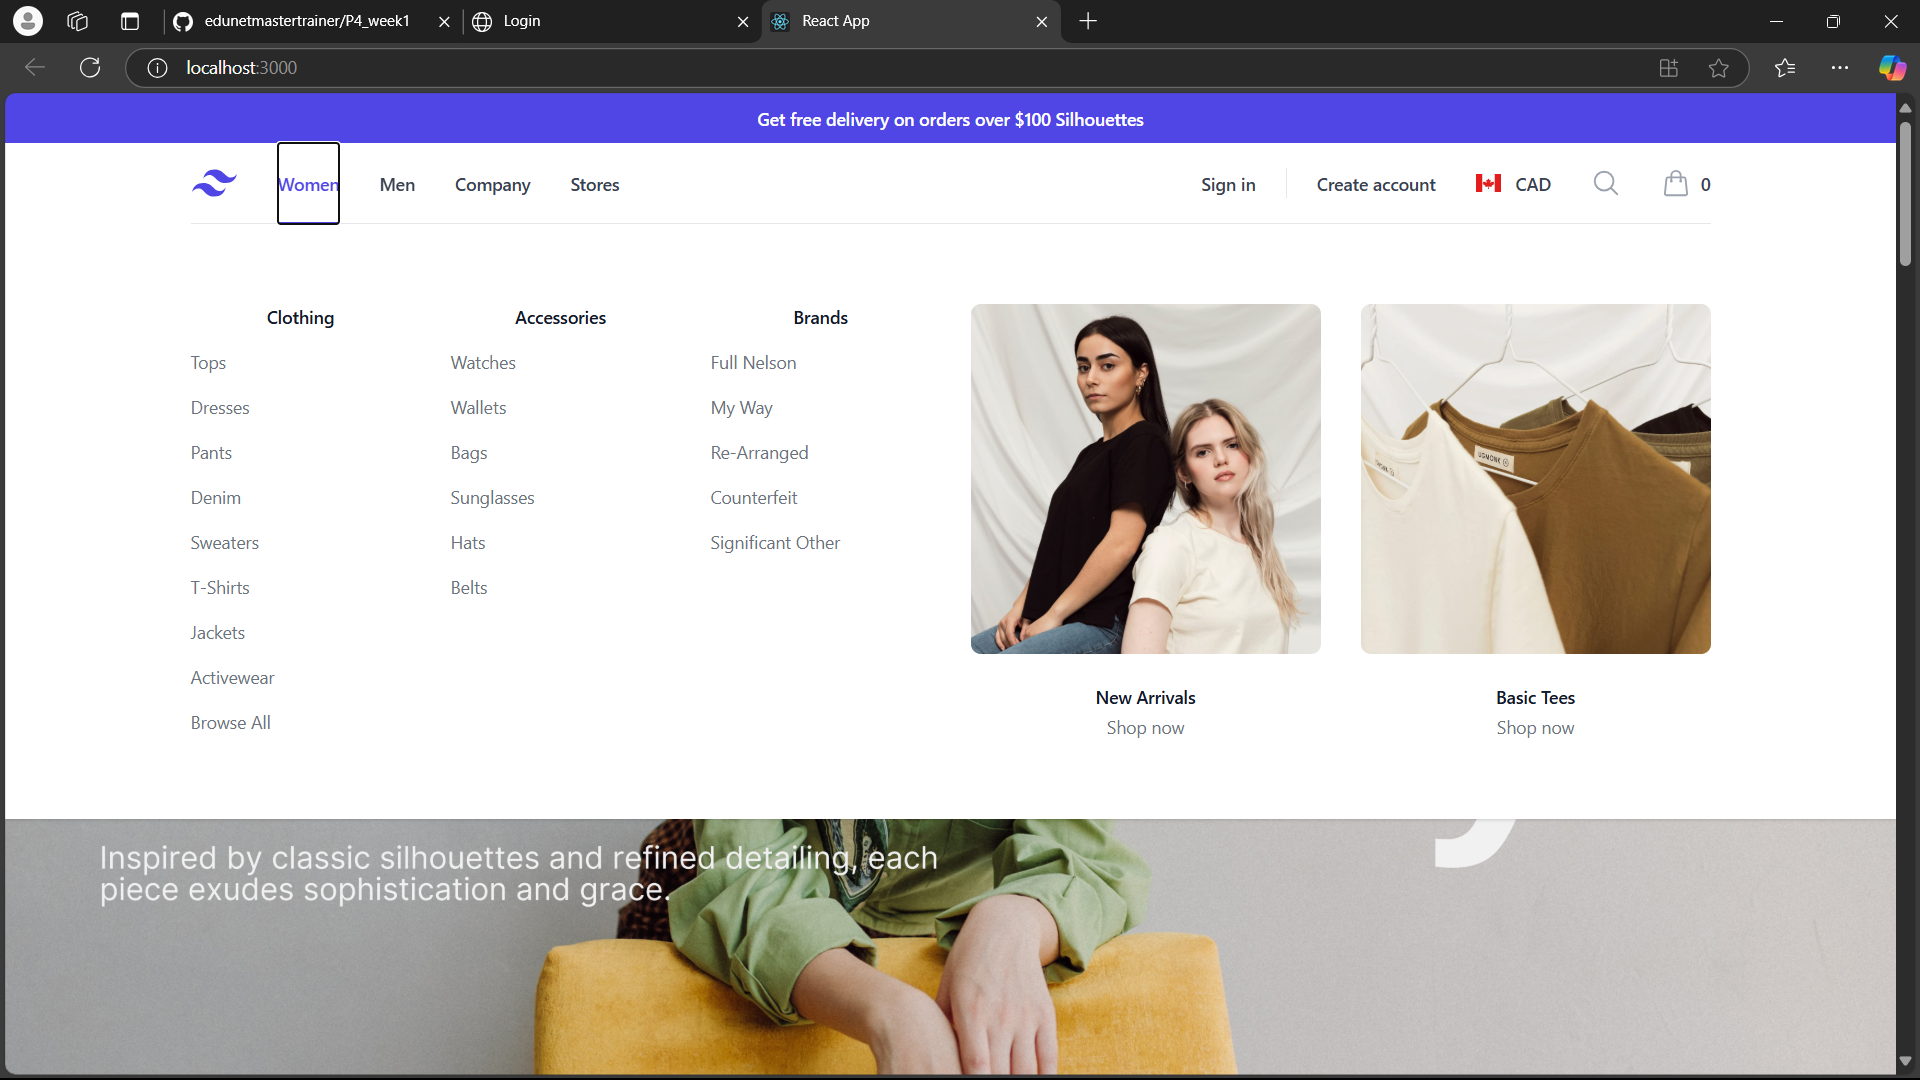 edunetmastertrainer/P4_week1
Login
React App
localhost:3000
Get free delivery on orders over $100 Silhouettes
Women
Men
Company
Stores
Sign in
Create account
CAD
0
Clothing
Tops
Dresses
Pants
Denim
Sweaters
T-Shirts
Jackets
Activewear
Browse All
Accessories
Watches
Wallets
Bags
Sunglasses
Hats
Belts
Brands
Full Nelson
My Way
Re-Arranged
Counterfeit
Significant Other
UGMONK
New Arrivals
Shop now
Basic Tees
Shop now
Inspired by classic silhouettes and refined detailing, each
piece exudes sophistication and grace.